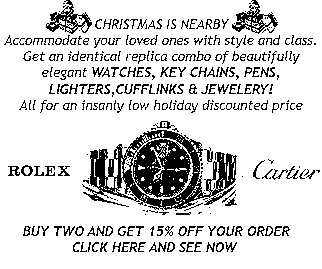 CHRISTMAS IS NEARBY
Accommodate your loved ones with style and class.
Get an identical replica combo of beautifully
elegant WATCHES, KEY CHAINS, PENS,
LIGHTERS,CUFFLINKS & JEWELERY!
All for an insanly low holiday discounted price
ROLEX
Cartier
BUY TWO AND GET 15% OFF YOUR ORDER
CLICK HERE AND SEE NOW